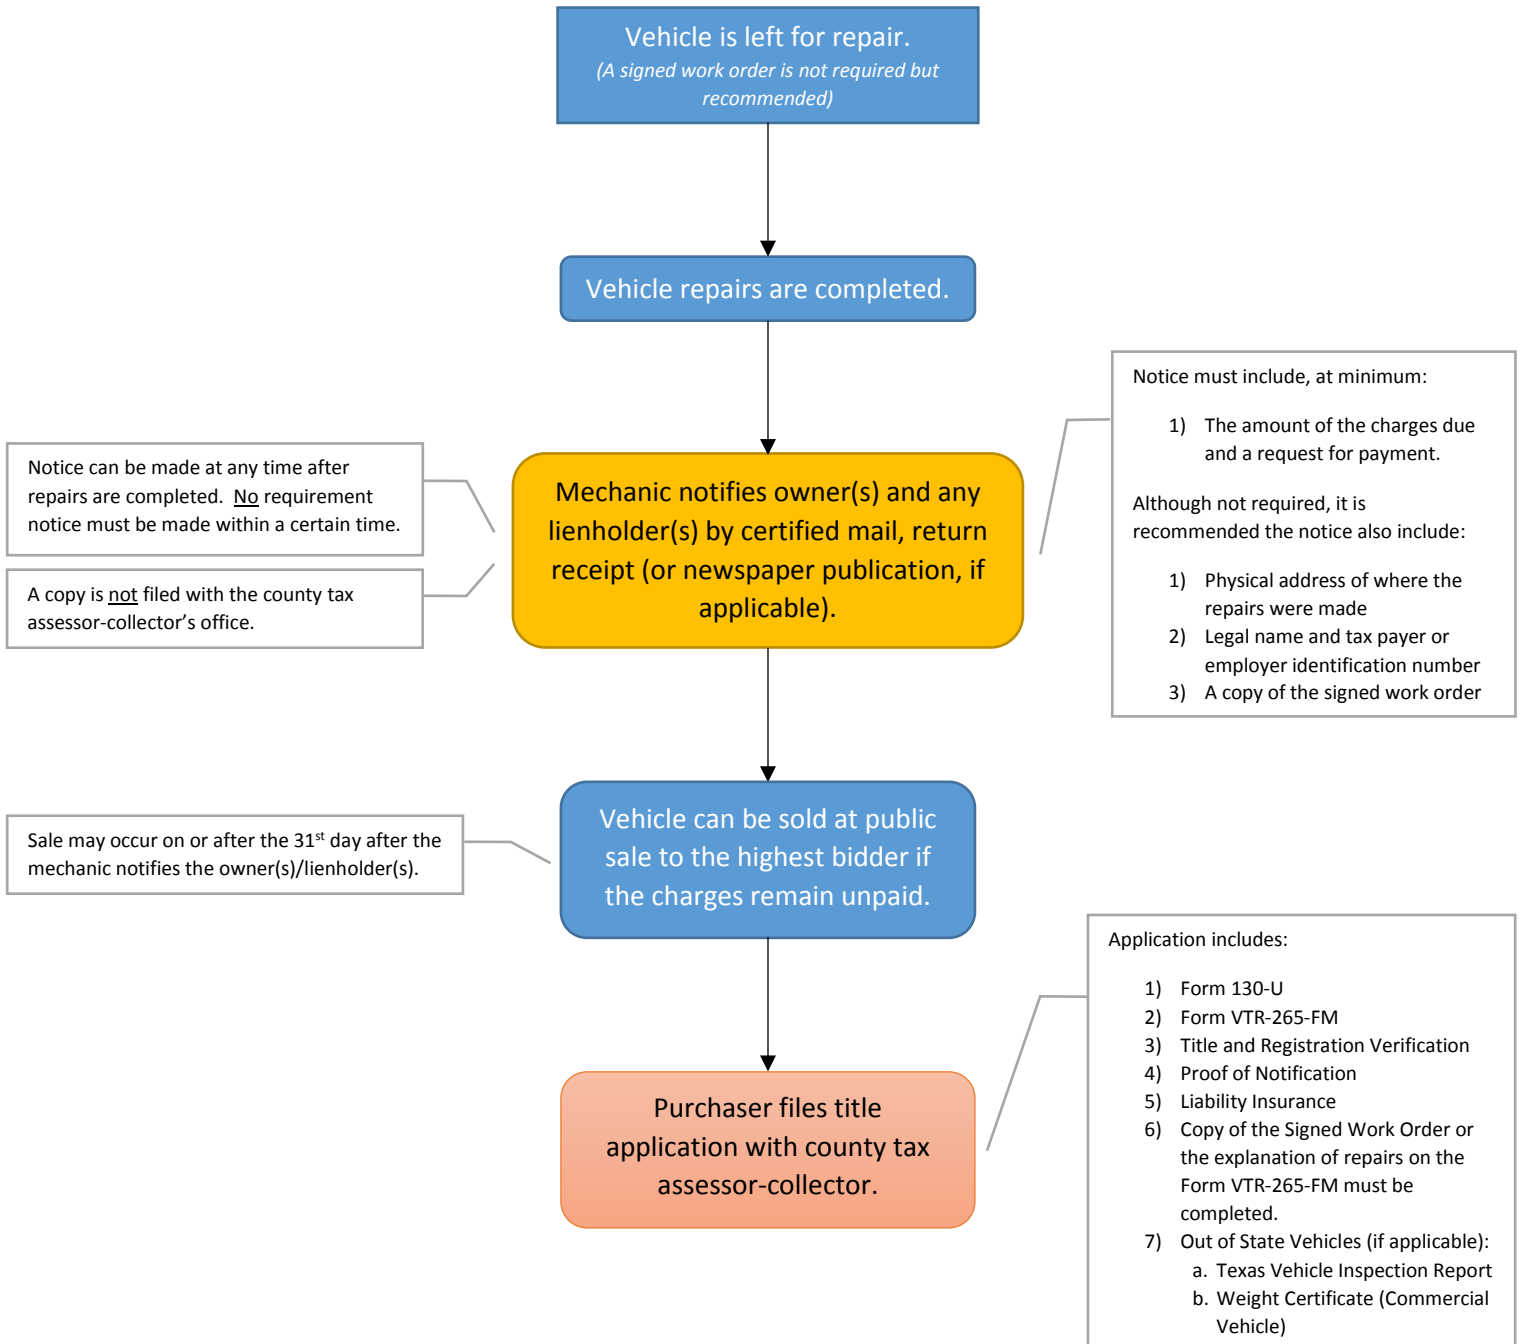 Vehicle is left for repair.
(A signed work order is not required but
recommended)
Vehicle repairs are completed.
Notice must include, at minimum:
1) The amount of the charges due
and a request for payment.
Although not required, it is
recommended the notice also include:
1) Physical address of where the
repairs were made
2) Legal name and tax payer or
employer identification number
3) A copy of the signed work order
Notice can be made at any time after
repairs are completed. No requirement
notice must be made within a certain time.
A copy is not filed with the county tax
assessor-collector’s office.
Mechanic notifies owner(s) and any
lienholder(s) by certified mail, return
receipt (or newspaper publication, if
applicable).
Sale may occur on or after the 31st day after the
mechanic notifies the owner(s)/lienholder(s).
Vehicle can be sold at public
sale to the highest bidder if
the charges remain unpaid.
Purchaser files title
application with county tax
assessor-collector.
Application includes:
1) Form 130-U
2) Form VTR-265-FM
3) Title and Registration Verification
4) Proof of Notification
5) Liability Insurance
6) Copy of the Signed Work Order or
the explanation of repairs on the
Form VTR-265-FM must be
completed.
7) Out of State Vehicles (if applicable):
a. Texas Vehicle Inspection Report
b. Weight Certificate (Commercial
Vehicle)